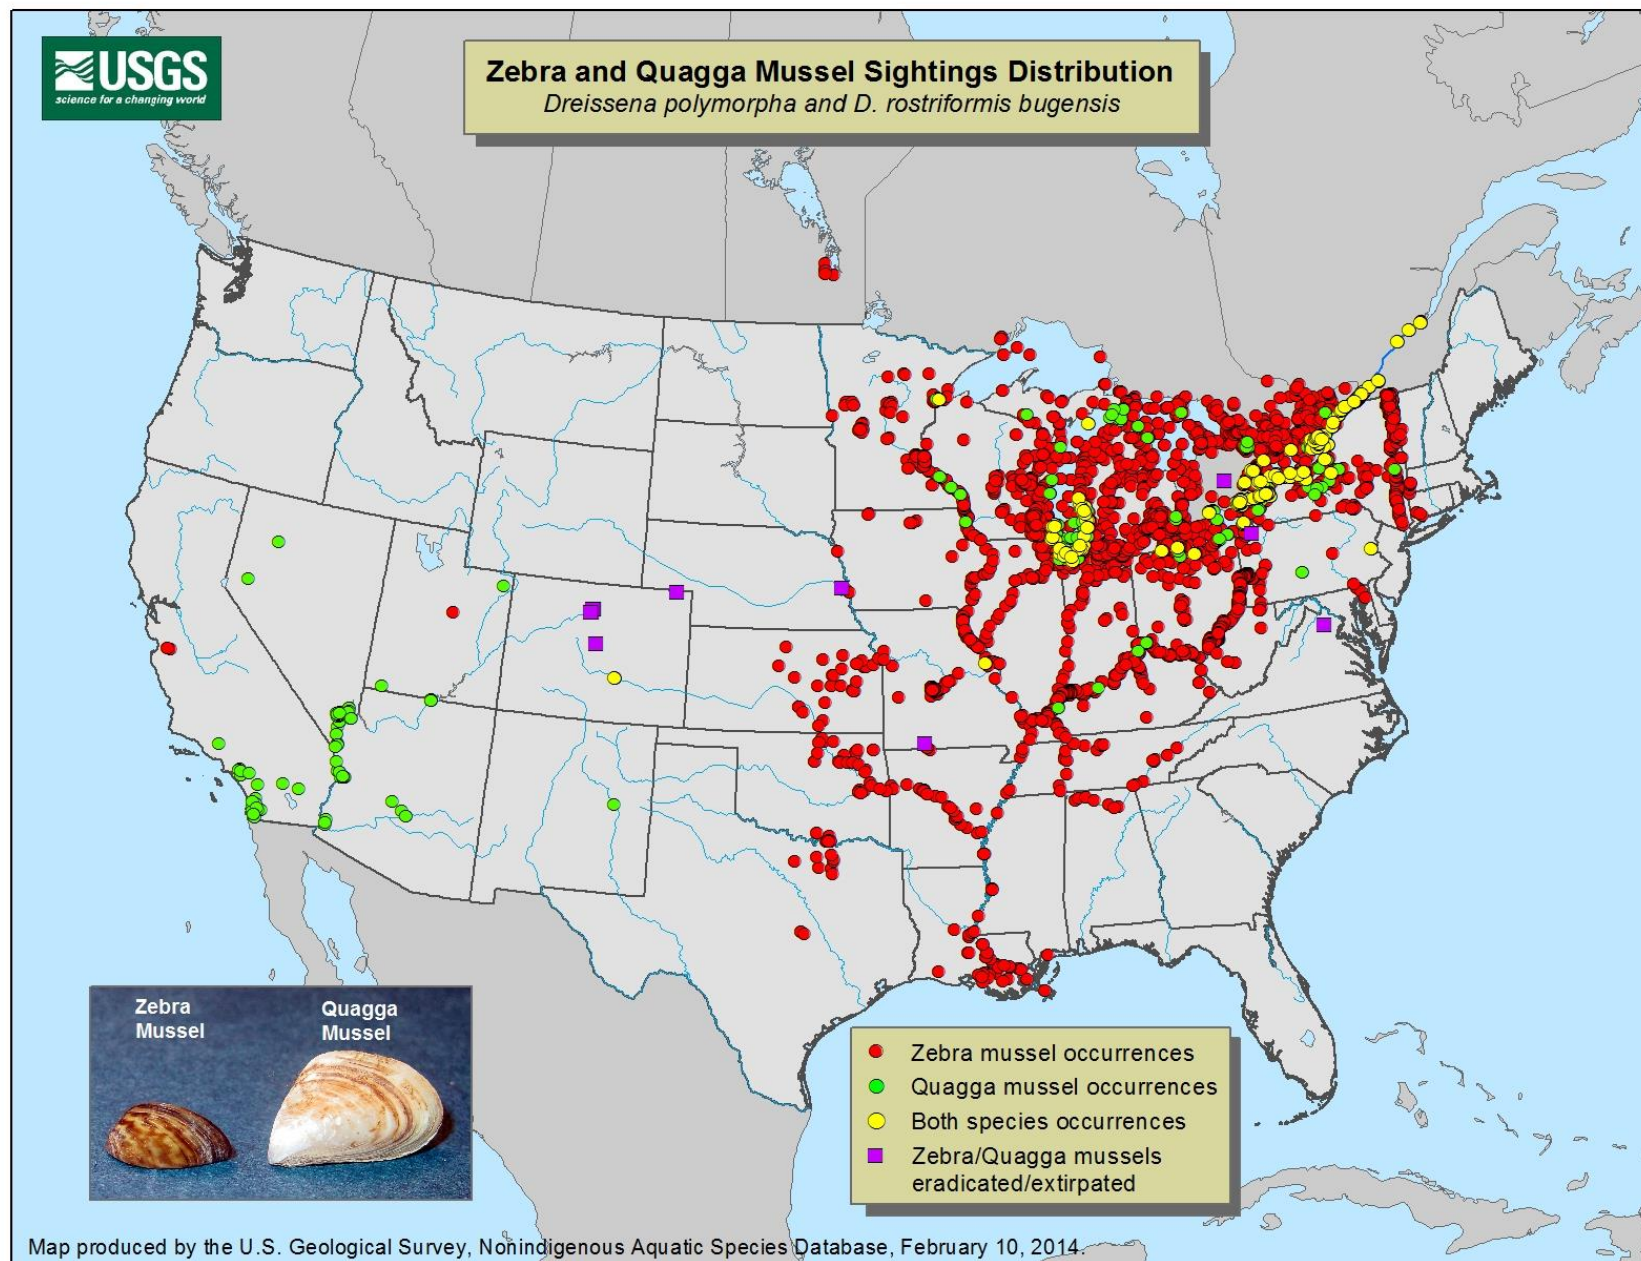 USGS
science for a changing world
Zebra and Quagga Mussel Sightings Distribution
Dreissena polymorpha and D. rostriformis bugensis
Zebra
Mussel
Quagga
Mussel
Zebra mussel occurrences
Quagga mussel occurrences
Both species occurrences
Zebra/Quagga mussels
eradicated/extirpated
Map produced by the U.S. Geological Survey, Nonindigenous Aquatic Species Database, February 10, 2014.